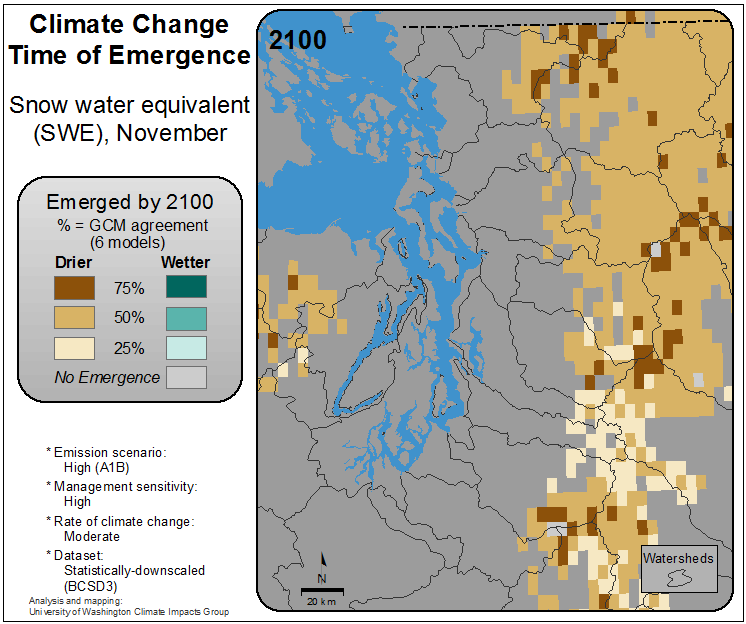 Climate Change
Time of Emergence
Snow water equivalent
(SWE), November
Emerged by 2100
% = GCM agreement
(6 models)
Drier Wetter
75%
50%
25%
No Emergence
* Emission scenario:
High (A1B)
* Management sensitivity:
High
* Rate of climate change:
Moderate
* Dataset:
Statistically-downscaled
(BCSD3)
Analysis and mapping:
University of Washington Climate Impacts Group
2100
N
20 km
Watersheds